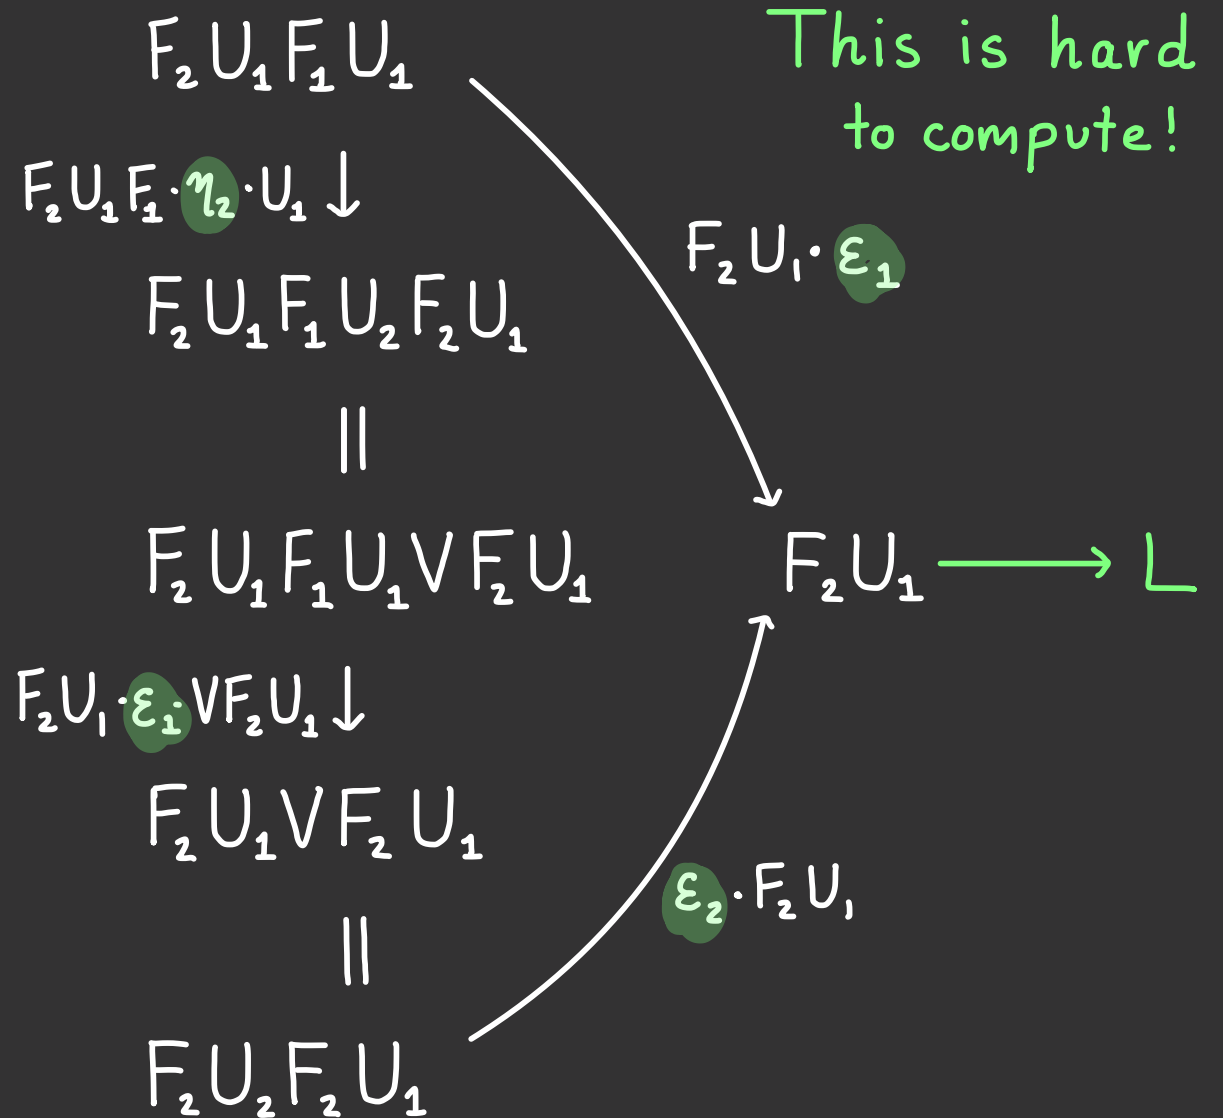 F₂U₁F₁U₁
This is hard
to compute!
F₂U₁F₁·η₂·U₁ ↓
F₂U₁·ε₁
F₂U₁F₁U₂F₂U₁
||
F₂U₁F₁U₁VF₂U₁
F₂U₁ → L
F₂U₁·ε₁·VF₂U₁ ↓
F₂U₁VF₂U₁
ε₂·F₂U₁
||
F₂U₂F₂U₁